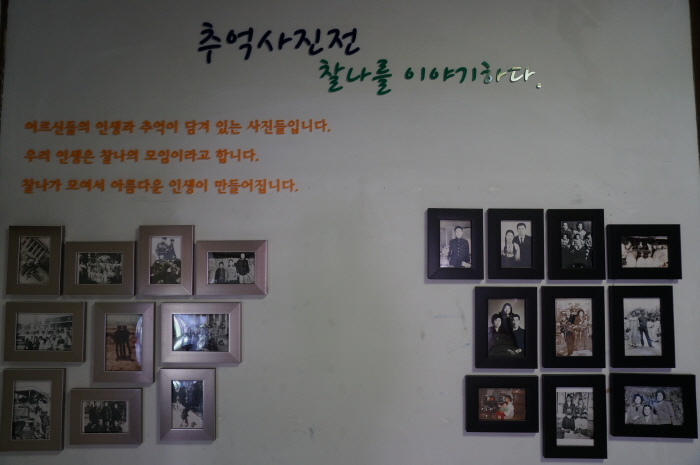 추억사진전
찰나를 이야기하다.
어르신들의 인생과 추억이 담겨 있는 사진들입니다.
우리 인생은 찰나의 모임이라고 합니다.
찰나가 모여서 아름다운 인생이 만들어집니다.